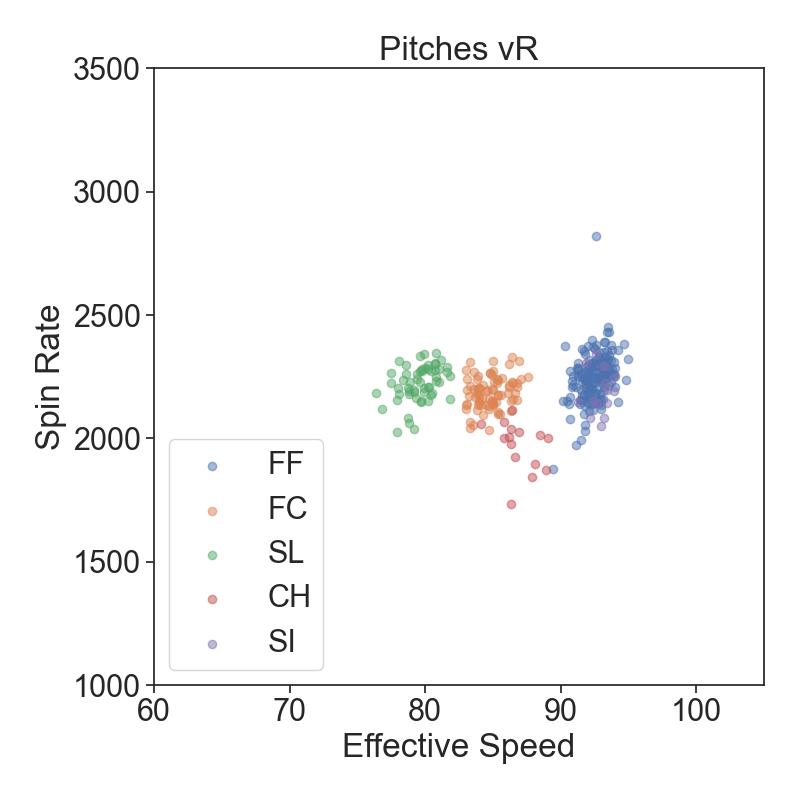 Pitches vR
3500
3000
2500
2000
1500
1000
Spin Rate
FF
FC
SL
CH
SI
60 70 80 90 100
Effective Speed